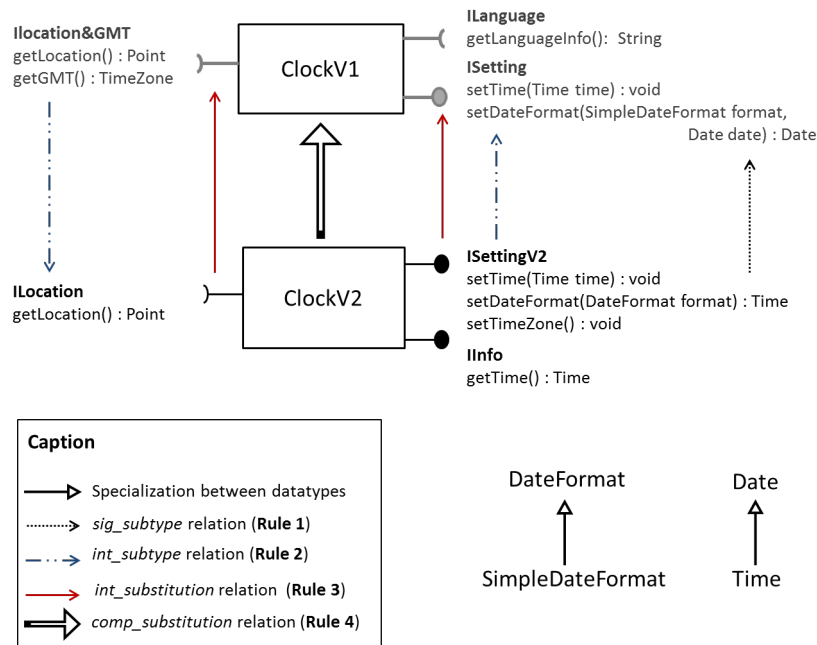 Ilocation&GMT
getLocation() : Point
getGMT() : TimeZone
ClockV1
ILanguage
getLanguageInfo(): String
ISetting
setTime(Time time) : void
setDateFormat(SimpleDateFormat format,
Date date) : Date
ILocation
getLocation() : Point
ClockV2
ISettingV2
setTime(Time time) : void
setDateFormat(DateFormat format) : Time
setTimeZone() : void
IInfo
getTime() : Time
Caption
Specialization between datatypes
sig_subtype relation (Rule 1)
int_subtype relation (Rule 2)
int_substitution relation (Rule 3)
comp_substitution relation (Rule 4)
DateFormat
SimpleDateFormat
Date
Time